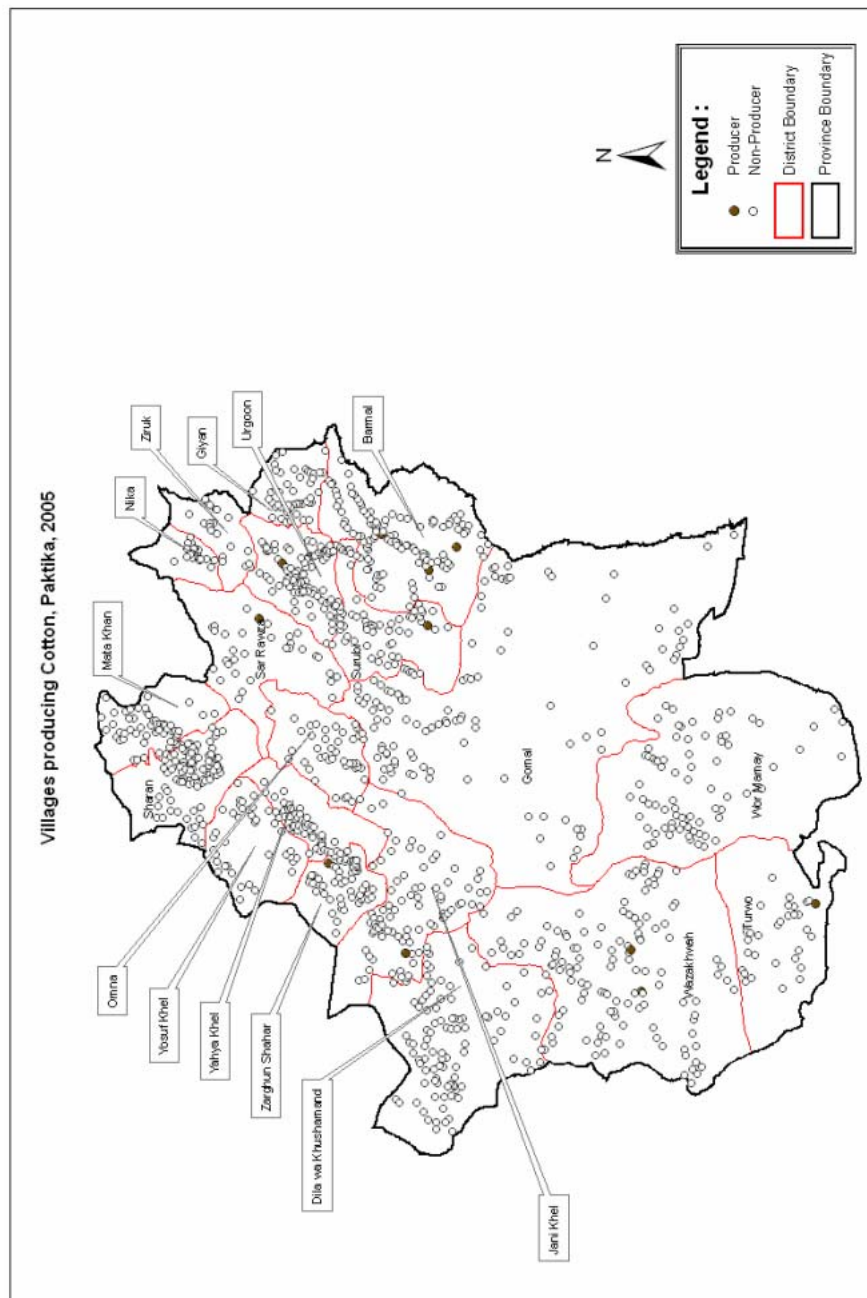 Villages producing Cotton, Paktika, 2005
Mata Khan
Nika
Ziruk
Giyan
Urgoon
Barmal
Sharan
Sar Rawza
Surubi
Omna
Yosuf Khel
Yahya Khel
Zarghun Shahar
Dila wa Khushamand
Jani Khel
Gomal
Wor Mamay
Wazakhwah
Turwo
N
Legend :
Producer
Non-Producer
District Boundary
Province Boundary